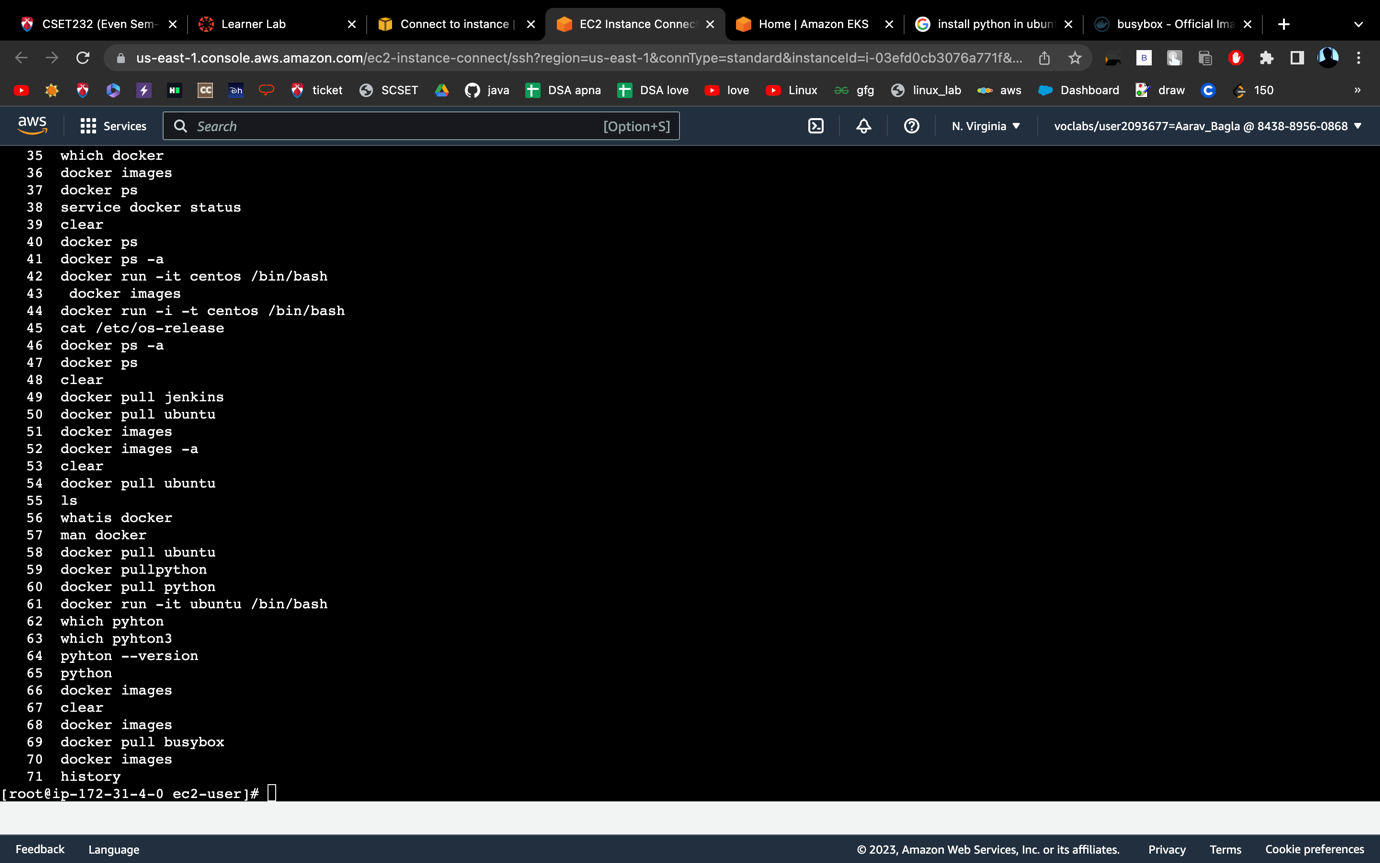 CSET232 (Even Sem-
Learner Lab
Connect to instance |
EC2 Instance Connec
Home | Amazon EKS
install python in ubun
busybox - Official Ima
us-east-1.console.aws.amazon.com/ec2-instance-connect/ssh?region=us-east-1&connType=standard&instanceId=i-03efd0cb3076a771f&...
ticket
SCSET
java
DSA apna
DSA love
love
Linux
gfg
linux_lab
aws
Dashboard
draw
150
»
aws
Services
Search
[Option+S]
N. Virginia
voclabs/user2093677=Aarav_Bagla @ 8438-8956-0868
35 which docker
36 docker images
37 docker ps
38 service docker status
39 clear
40 docker ps
41 docker ps -a
42 docker run -it centos /bin/bash
43 docker images
44 docker run -i -t centos /bin/bash
45 cat /etc/os-release
46 docker ps -a
47 docker ps
48 clear
49 docker pull jenkins
50 docker pull ubuntu
51 docker images
52 docker images -a
53 clear
54 docker pull ubuntu
55 ls
56 whatis docker
57 man docker
58 docker pull ubuntu
59 docker pullpython
60 docker pull python
61 docker run -it ubuntu /bin/bash
62 which pyhton
63 which pyhton3
64 pyhton --version
65 python
66 docker images
67 clear
68 docker images
69 docker pull busybox
70 docker images
71 history
[root@ip-172-31-4-0 ec2-user]#
Feedback
Language
© 2023, Amazon Web Services, Inc. or its affiliates.
Privacy
Terms
Cookie preferences